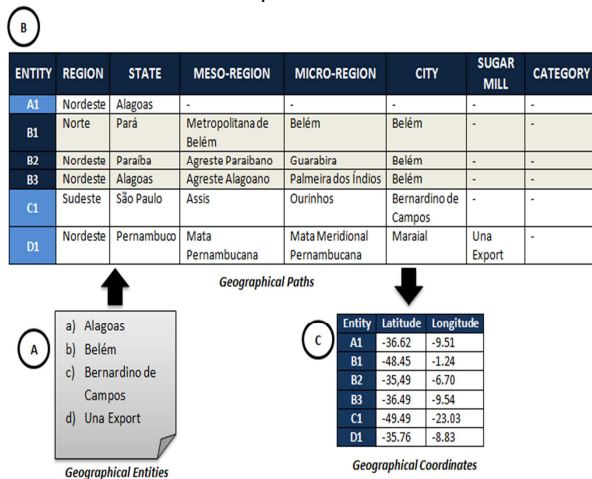 B
ENTITY REGION STATE MESO-REGION MICRO-REGION CITY SUGAR MILL CATEGORY
A1 Nordeste Alagoas - - - - -
B1 Norte Pará Metropolitana de Belém Belém Belém - -
B2 Nordeste Paraíba Agreste Paraibano Guarabira Belém - -
B3 Nordeste Alagoas Agreste Alagoano Palmeira dos Índios Belém - -
C1 Sudeste São Paulo Assis Ourinhos Bernardino de Campos - -
D1 Nordeste Pernambuco Mata Pernambucana Mata Meridional Pernambucana Maraial Una Export -
Geographical Paths
A
a) Alagoas
b) Belém
c) Bernardino de
Campos
d) Una Export
Geographical Entities
C
Entity Latitude Longitude
A1 -36.62 -9.51
B1 -48.45 -1.24
B2 -35,49 -6.70
B3 -36.49 -9.54
C1 -49.49 -23.03
D1 -35.76 -8.83
Geographical Coordinates